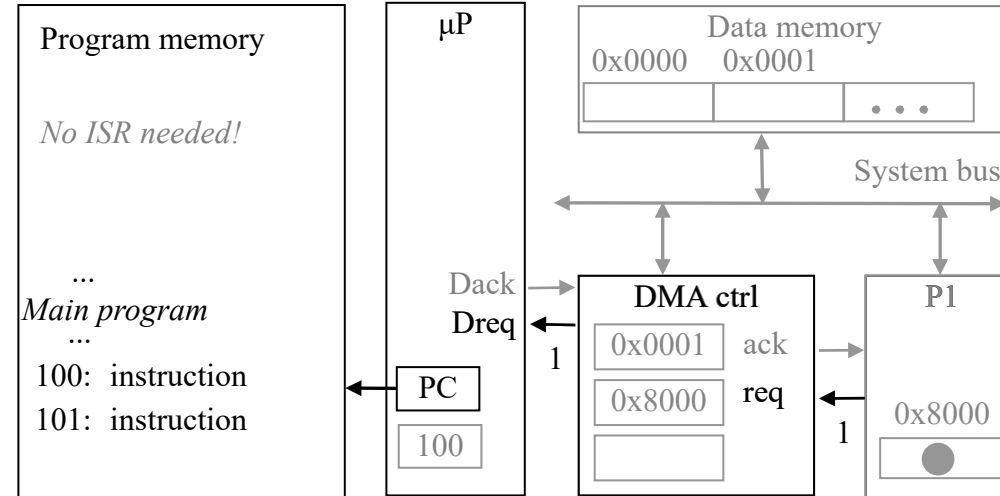 Program memory
No ISR needed!
...
Main program
...
100: instruction
101: instruction
μP
Dack
Dreq
1
PC
100
Data memory
0x0000 0x0001
System bus
DMA ctrl
0x0001 ack
0x8000 req
1
P1
0x8000